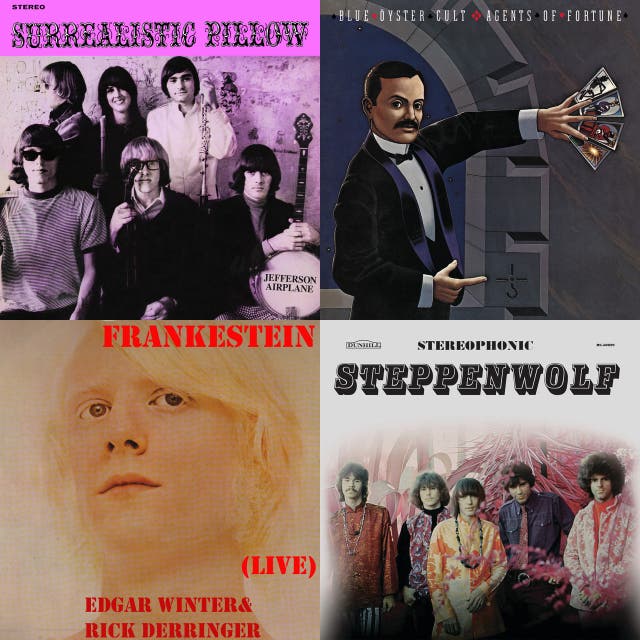 STEREO
SURREALISTIC PILLOW
JEFFERSON
AIRPLANE
BLUE ÖYSTER CULT AGENTS OF FORTUNE
FRANKESTEIN
(LIVE)
EDGAR WINTER&
RICK DERRINGER
DUNHILL
STEREOPHONIC
STEPPENWOLF